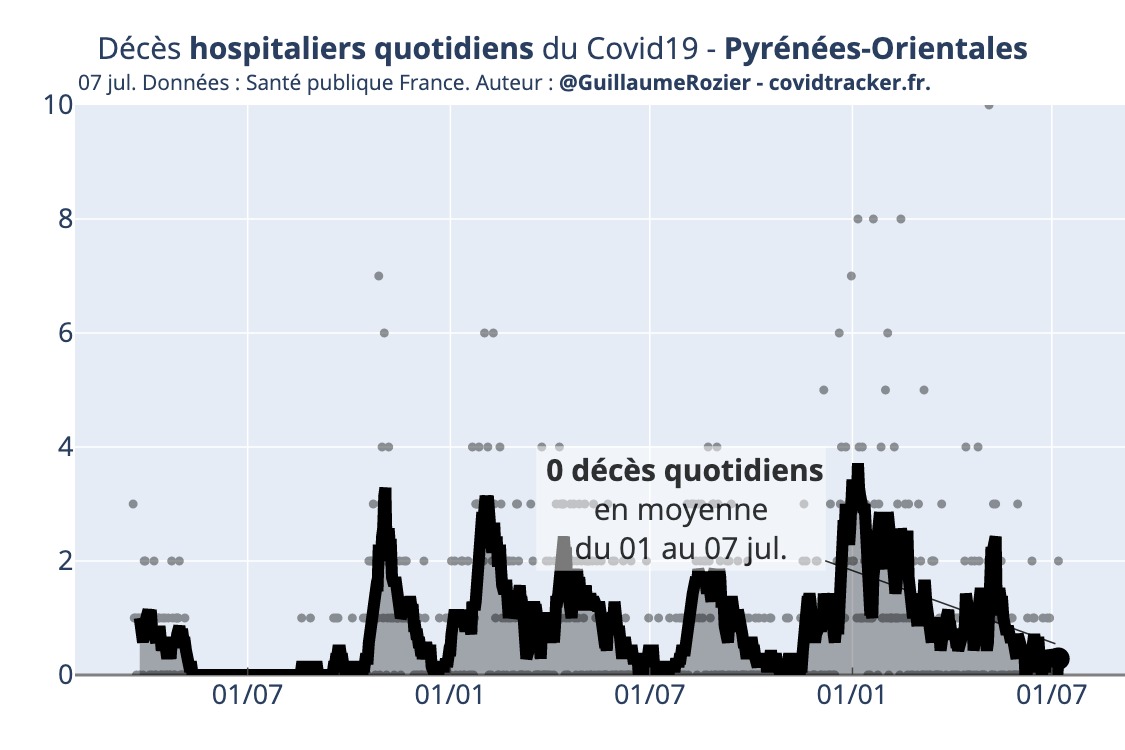 Décès hospitaliers quotidiens du Covid19 - Pyrénées-Orientales
07 jul. Données : Santé publique France. Auteur : @GuillaumeRozier - covidtracker.fr.
10
8
6
4
0 décès quotidiens
en moyenne
du 01 au 07 jul.
2
0
01/07 01/01 01/07 01/01 01/07